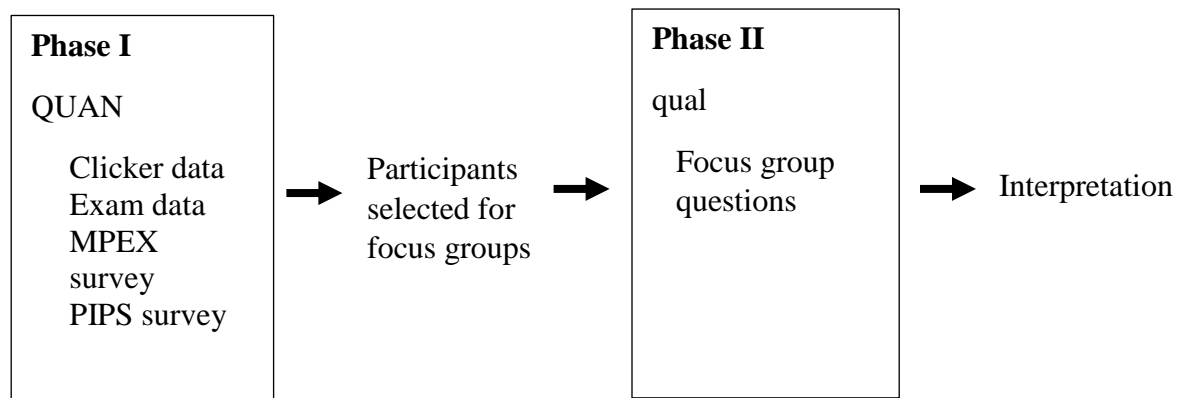 Phase I
QUAN
Clicker data
Exam data
MPEX
survey
PIPS survey
Participants
selected for
focus groups
Phase II
qual
Focus group
questions
Interpretation